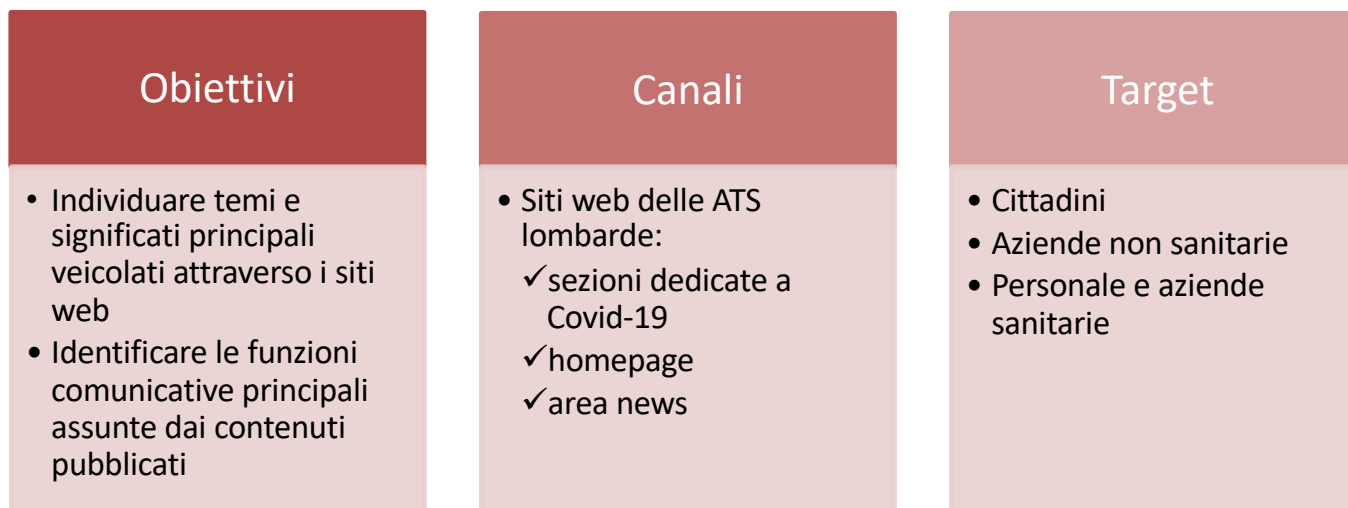 Obiettivi
• Individuare temi e
significati principali
veicolati attraverso i siti
web
• Identificare le funzioni
comunicative principali
assunte dai contenuti
pubblicati
Canali
• Siti web delle ATS
lombarde:
✓sezioni dedicate a
Covid-19
✓homepage
✓area news
Target
• Cittadini
• Aziende non sanitarie
• Personale e aziende
sanitarie